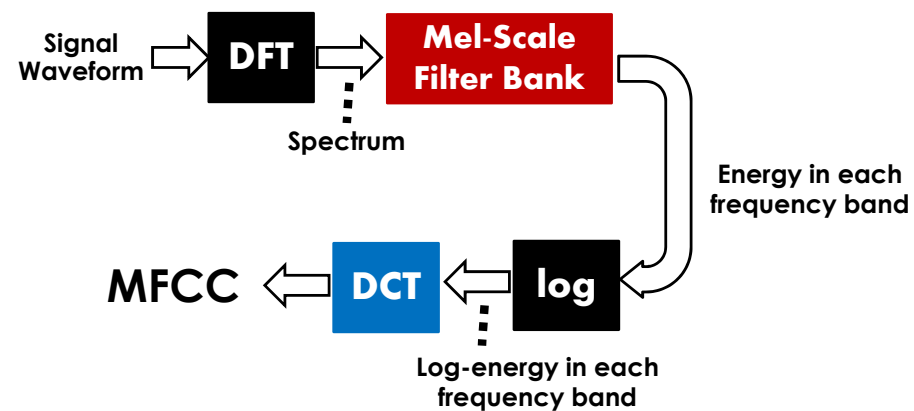 Signal
Waveform
DFT
Spectrum
Mel-Scale
Filter Bank
Energy in each
frequency band
log
Log-energy in each
frequency band
DCT
MFCC